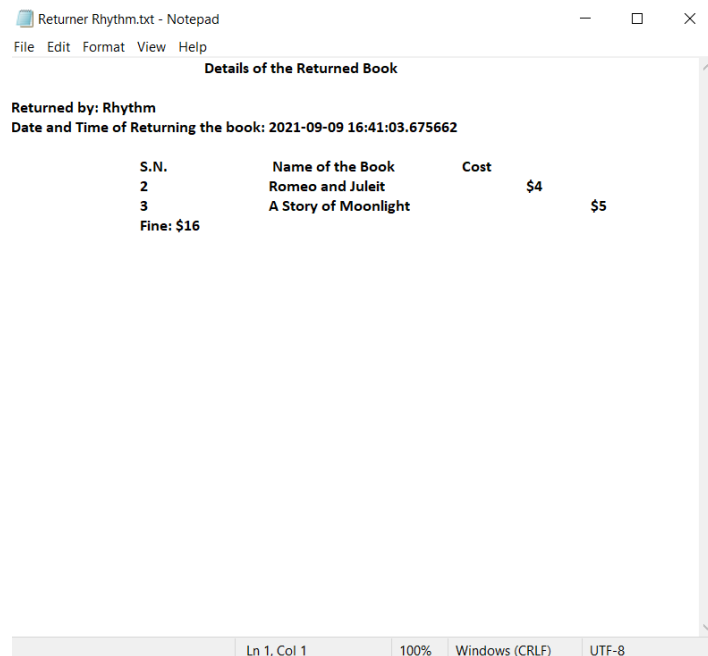 Returner Rhythm.txt - Notepad
File Edit Format View Help
Details of the Returned Book
Returned by: Rhythm
Date and Time of Returning the book: 2021-09-09 16:41:03.675662
S.N. Name of the Book Cost
2 Romeo and Juleit $4
3 A Story of Moonlight $5
Fine: $16
Ln 1, Col 1 100% Windows (CRLF) UTF-8